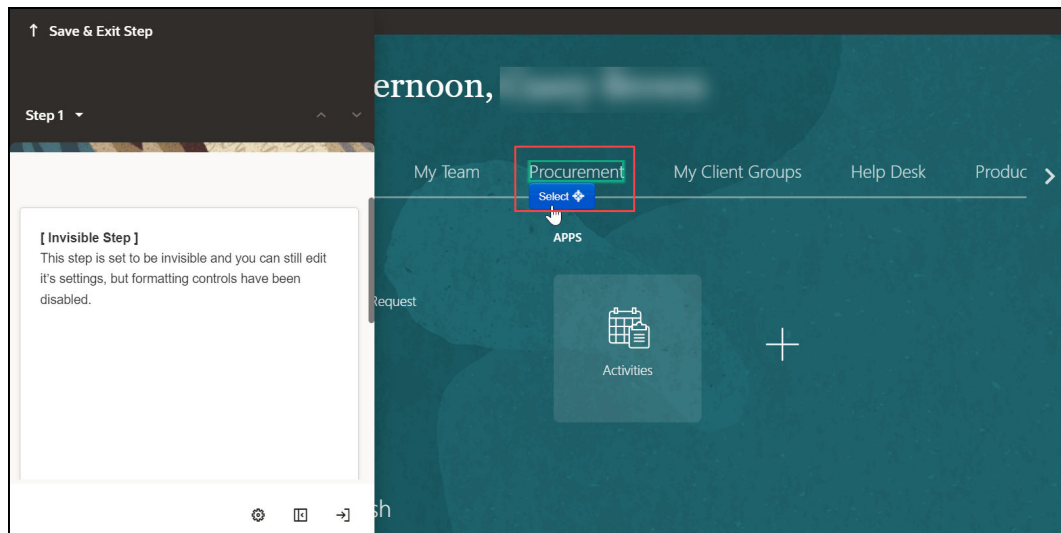 ↑ Save & Exit Step
Step 1
[ Invisible Step ]
This step is set to be invisible and you can still edit
it's settings, but formatting controls have been
disabled.
ernoon,
My Team Procurement My Client Groups Help Desk Produc
Select
APPS
Request
Activities
sh